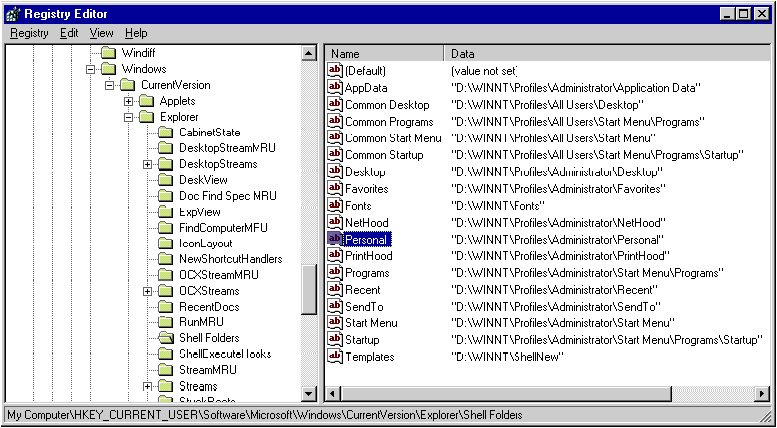 Registry Editor
Registry Edit View Help
Windiff
Windows
CurrentVersion
Applets
Explorer
CabinetState
DesktopStreamMRU
DesktopStreams
DeskView
Doc Find Spec MRU
ExpView
FindComputerMRU
IconLayout
NewShortcutHandlers
OCXStreamMRU
OCXStreams
RecentDocs
RunMRU
Shell Folders
ShellExecuteHooks
StreamMRU
Streams
StuckRects
Name Data
(Default) (value not set)
AppData "D:\WINNT\Profiles\Administrator\Application Data"
Common Desktop "D:\WINNT\Profiles\All Users\Desktop"
Common Programs "D:\WINNT\Profiles\All Users\Start Menu\Programs"
Common Start Menu "D:\WINNT\Profiles\All Users\Start Menu"
Common Startup "D:\WINNT\Profiles\All Users\Start Menu\Programs\Startup"
Desktop "D:\WINNT\Profiles\Administrator\Desktop"
Favorites "D:\WINNT\Profiles\Administrator\Favorites"
Fonts "D:\WINNT\Fonts"
NetHood "D:\WINNT\Profiles\Administrator\NetHood"
Personal "D:\WINNT\Profiles\Administrator\Personal"
PrintHood "D:\WINNT\Profiles\Administrator\PrintHood"
Programs "D:\WINNT\Profiles\Administrator\Start Menu\Programs"
Recent "D:\WINNT\Profiles\Administrator\Recent"
SendTo "D:\WINNT\Profiles\Administrator\SendTo"
Start Menu "D:\WINNT\Profiles\Administrator\Start Menu"
Startup "D:\WINNT\Profiles\Administrator\Start Menu\Programs\Startup"
Templates "D:\WINNT\ShellNew"
My Computer\HKEY_CURRENT_USER\Software\Microsoft\Windows\CurrentVersion\Explorer\Shell Folders